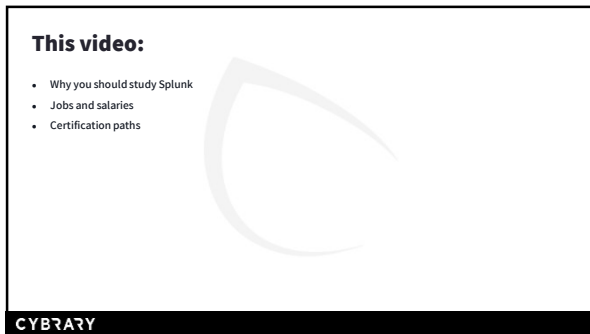 This video:
• Why you should study Splunk
• Jobs and salaries
• Certification paths
CYBRARY